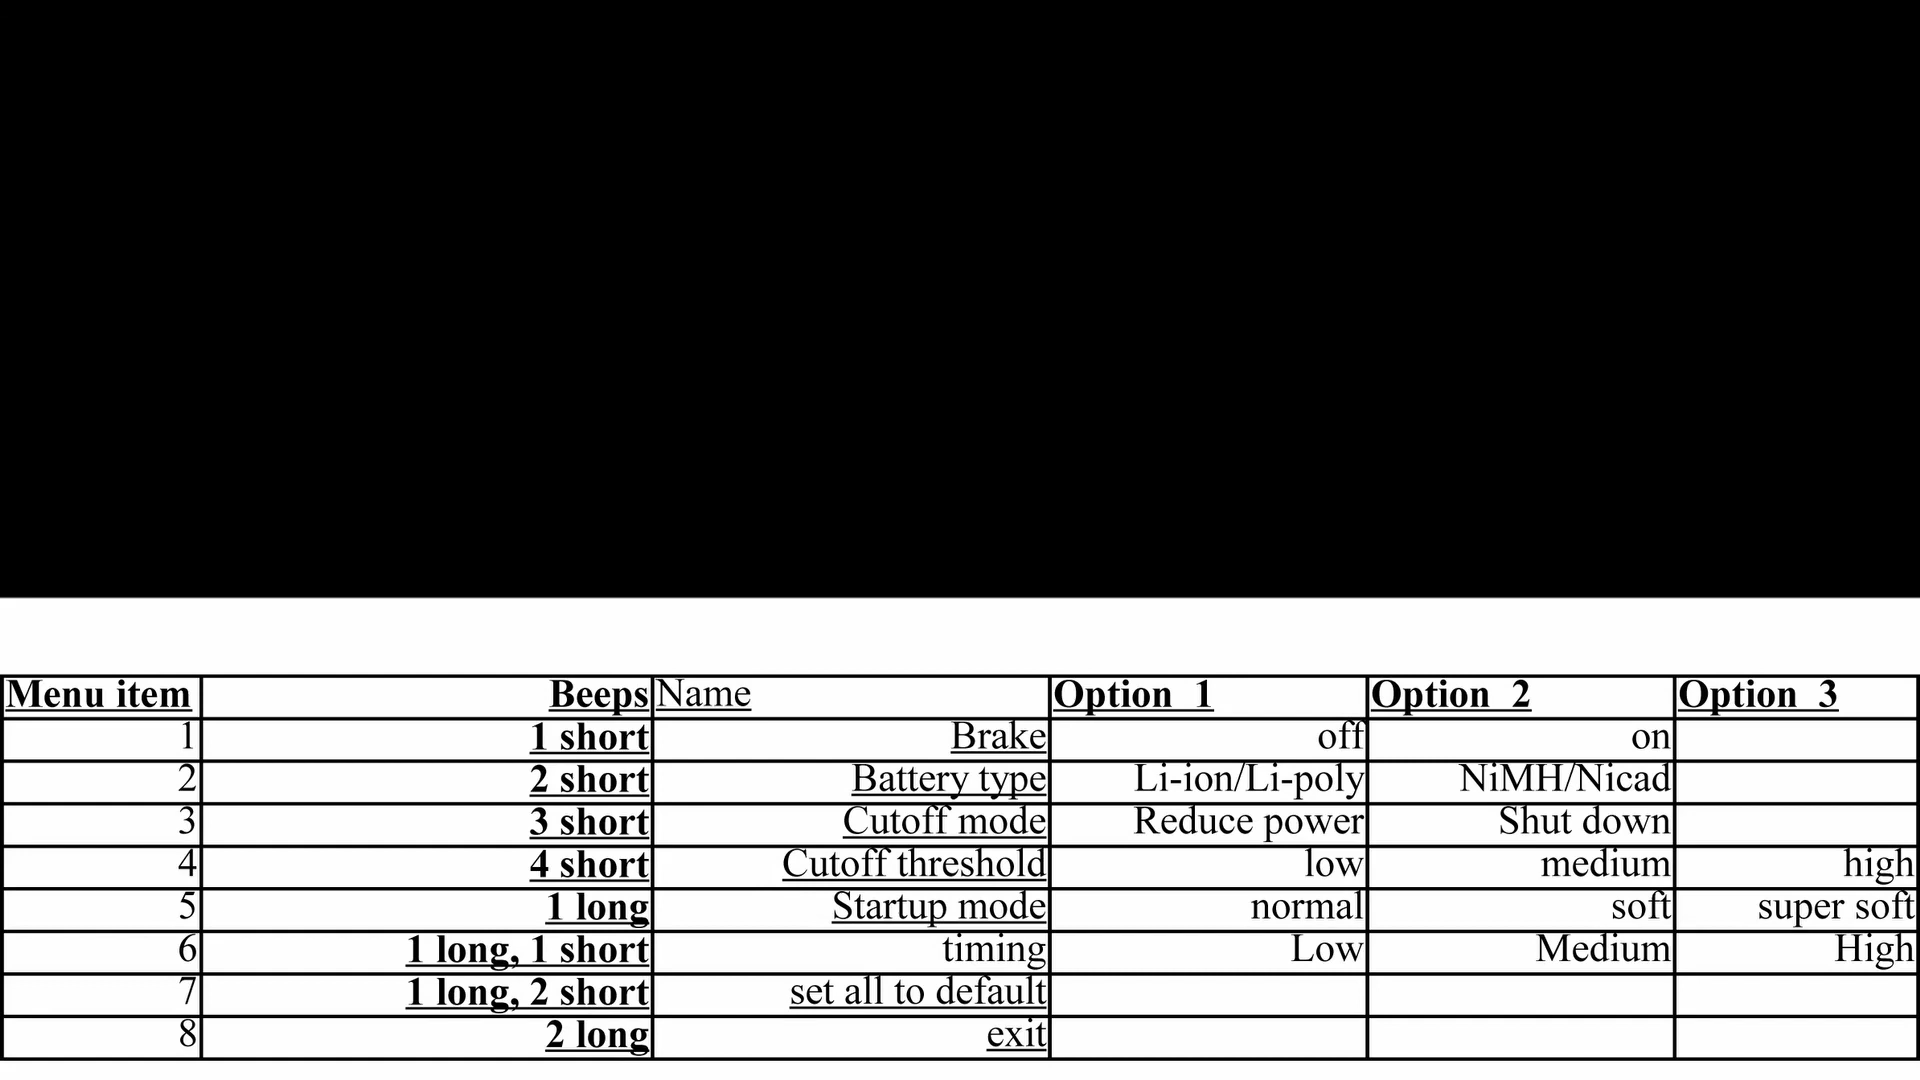 Menu item Beeps Name Option 1 Option 2 Option 3
1 1 short Brake off on
2 2 short Battery type Li-ion/Li-poly NiMH/Nicad
3 3 short Cutoff mode Reduce power Shut down
4 4 short Cutoff threshold low medium high
5 1 long Startup mode normal soft super soft
6 1 long, 1 short timing Low Medium High
7 1 long, 2 short set all to default
8 2 long exit